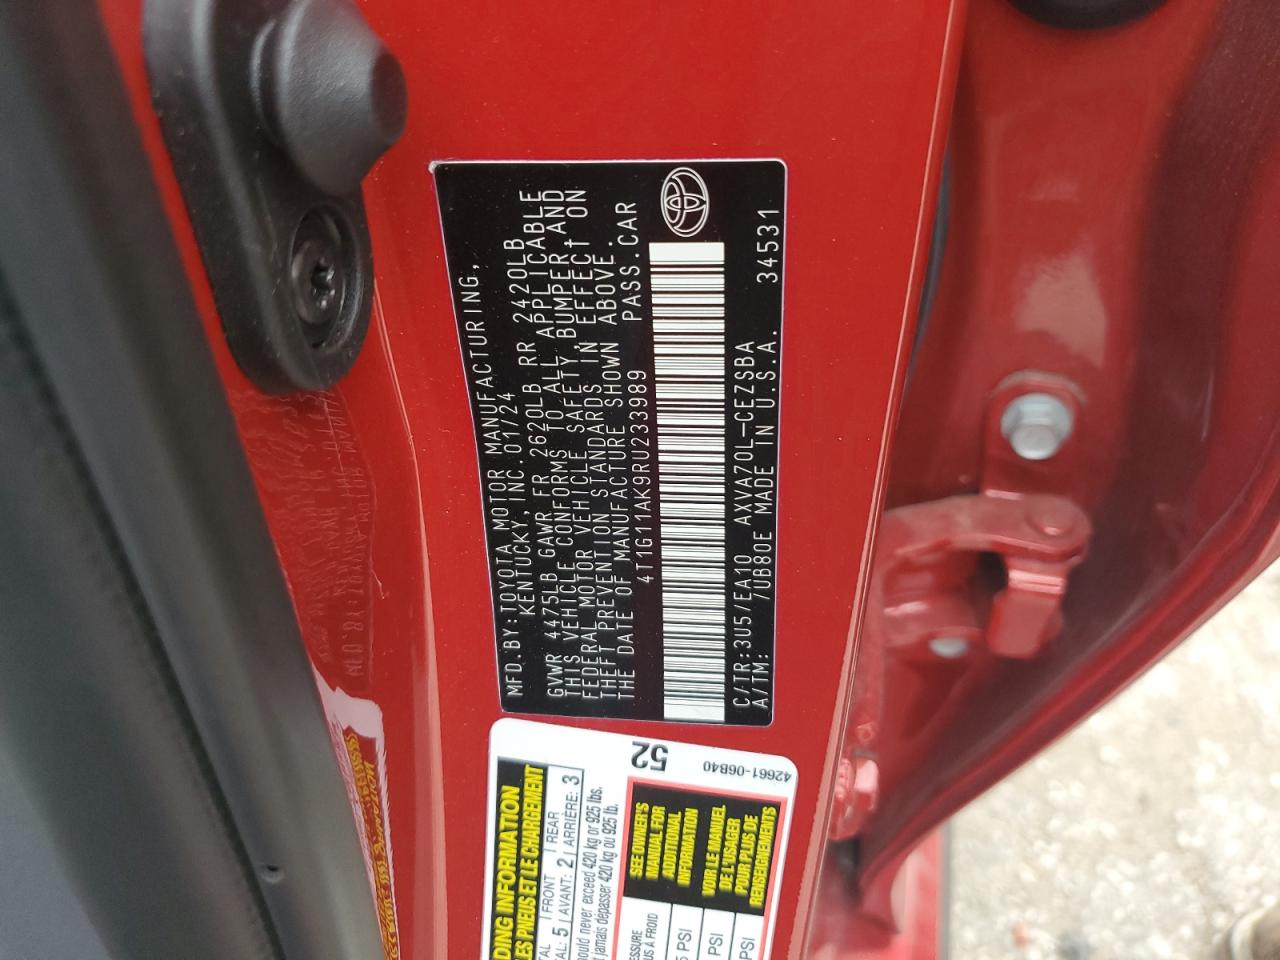 MFD. BY: TOYOTA MOTOR MANUFACTURING,
KENTUCKY, INC. 01/24
GVWR 4475LB GAWR FR 2620LB RR 2420LB
THIS VEHICLE CONFORMS TO ALL APPLICABLE
FEDERAL MOTOR VEHICLE SAFETY, BUMPER, AND
THEFT PREVENTION STANDARDS IN EFFECT ON
THE DATE OF MANUFACTURE SHOWN ABOVE.
4T1G11AK9RU233989 PASS.CAR
C/TR:3U5/EA10 AXVA70L-CEZSBA 34531
A/TM: /UB80E MADE IN U.S.A.
52
42661-06B40
DING INFORMATION
LES PNEUS ET LE CHARGEMENT
TAL 5 FRONT 2 REAR 3
AL: AVANT: ARRIÈRE:
ould never exceed 420 kg or 925 lbs.
t jamais dépasser 420 kg ou 925 lb.
SEE OWNER'S
MANUAL FOR
ADDITIONAL
INFORMATION
VOIR LE MANUEL
DE L'USAGER
POUR PLUS DE
RENSEIGNEMENTS
ESSURE
US À FROID
5 PSI
PSI
PSI